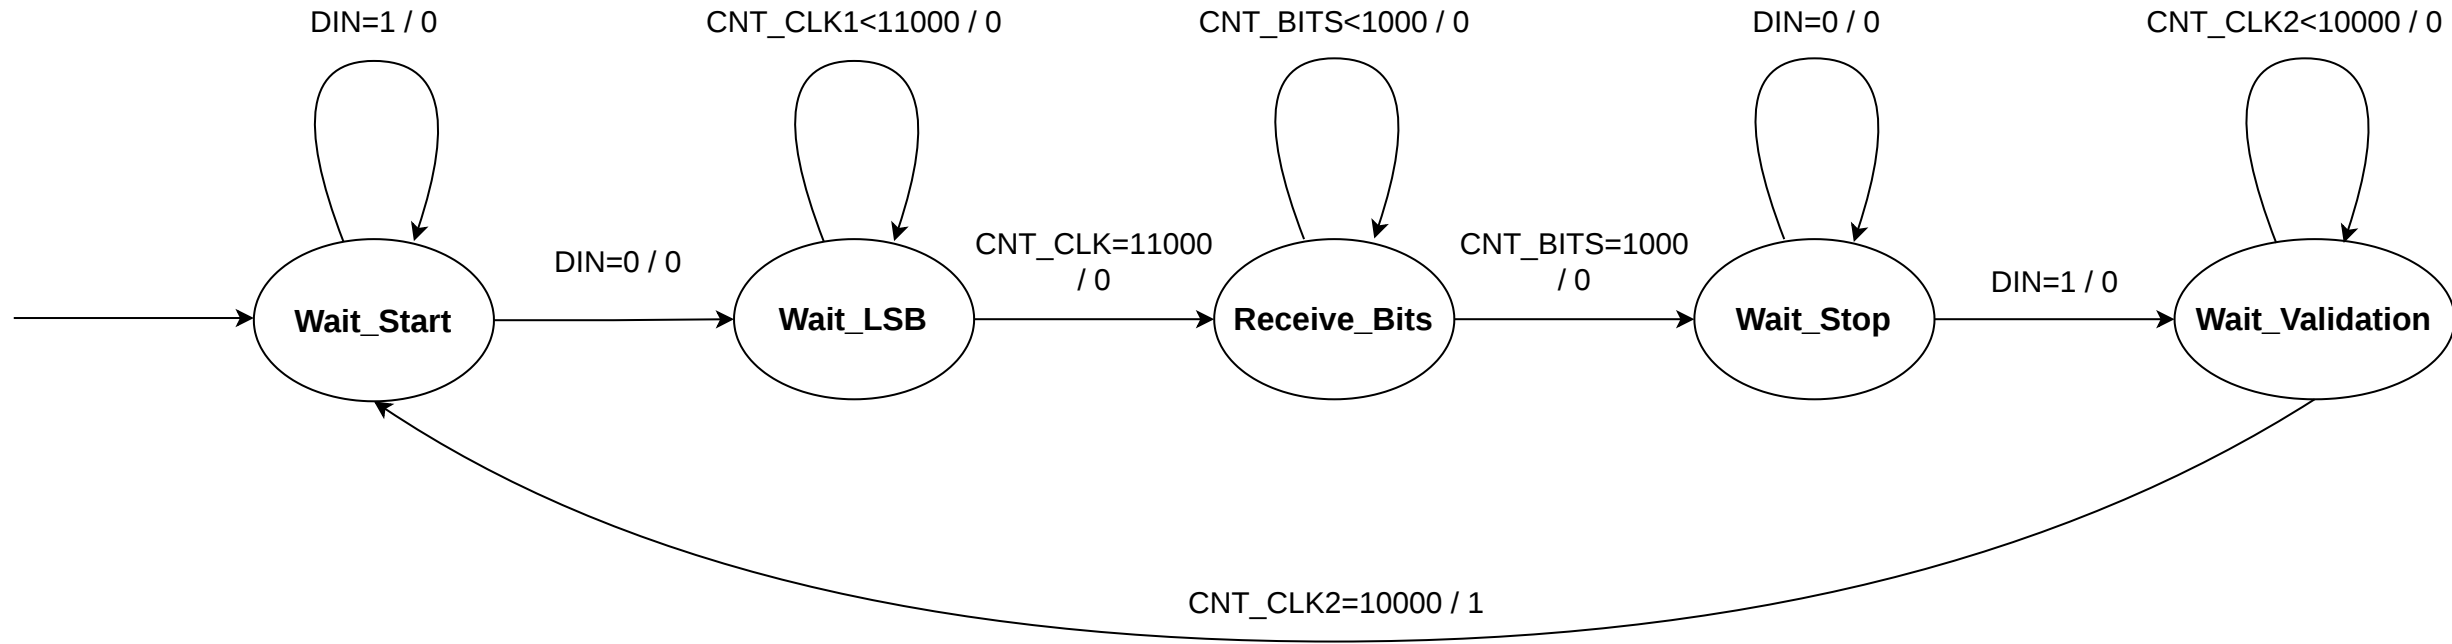 DIN=1 / 0
CNT_CLK1<11000 / 0
CNT_BITS<1000 / 0
DIN=0 / 0
CNT_CLK2<10000 / 0
DIN=0 / 0
CNT_CLK=11000
/ 0
CNT_BITS=1000
/ 0
DIN=1 / 0
Wait_Start
Wait_LSB
Receive_Bits
Wait_Stop
Wait_Validation
CNT_CLK2=10000 / 1